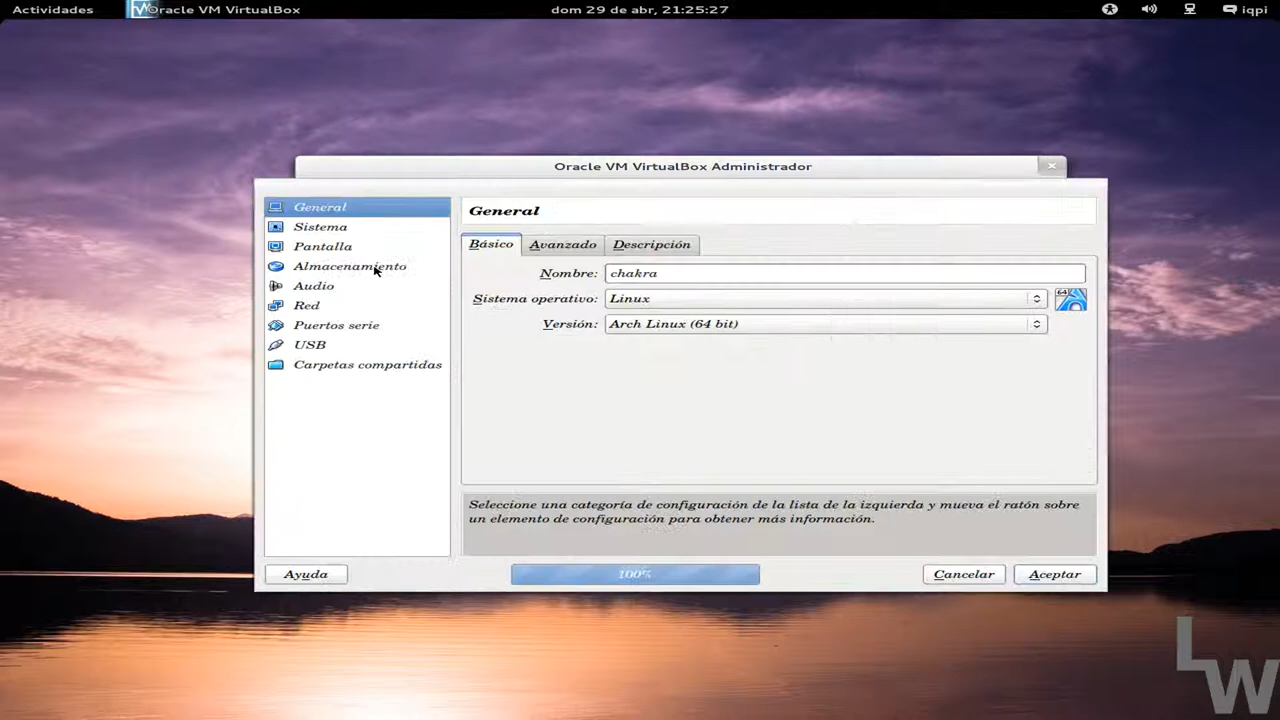 Actividades
Oracle VM VirtualBox
dom 29 de abr, 21:25:27
iqpi
Oracle VM VirtualBox Administrador
General
Sistema
Pantalla
Almacenamiento
Audio
Red
Puertos serie
USB
Carpetas compartidas
General
Básico
Avanzado
Descripción
Nombre: chakra
Sistema operativo: Linux
64
Versión: Arch Linux (64 bit)
Seleccione una categoría de configuración de la lista de la izquierda y mueva el ratón sobre
un elemento de configuración para obtener más información.
Ayuda
100%
Cancelar
Aceptar
LW